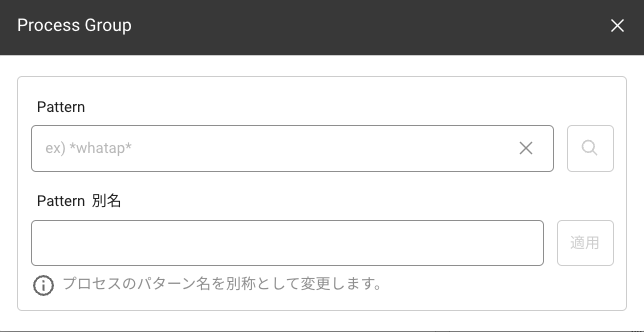 Process Group
Pattern
ex) *whatap*
Pattern 別名
適用
プロセスのパターン名を別称として変更します。